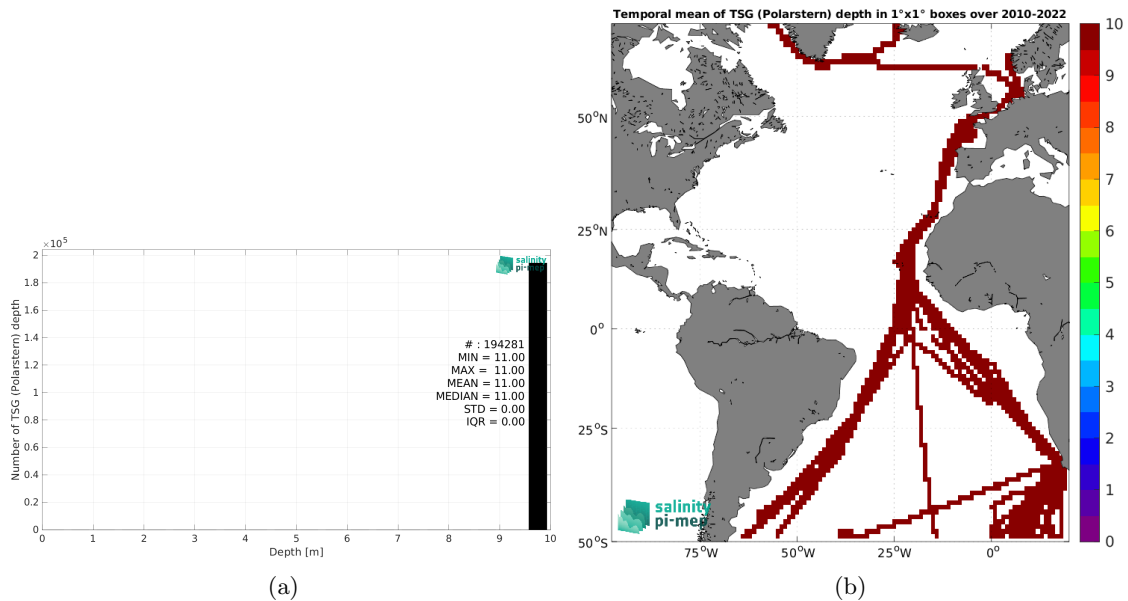 Temporal mean of TSG (Polarstern) depth in 1°x1° boxes over 2010-2022
×10⁵
2
1.8
1.6
1.4
1.2
1
0.8
0.6
0.4
0.2
0
Number of TSG (Polarstern) depth
salinity
pi-mep
# : 194281
MIN = 11.00
MAX = 11.00
MEAN = 11.00
MEDIAN = 11.00
STD = 0.00
IQR = 0.00
0 1 2 3 4 5 6 7 8 9 10
Depth [m]
(a)
50°N
25°N
0°
25°S
50°S
75°W 50°W 25°W 0°
salinity
pi-mep
10
9
8
7
6
5
4
3
2
1
0
(b)